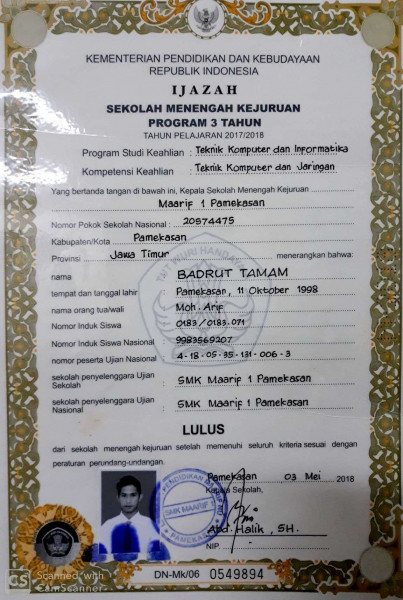 KEMENTERIAN PENDIDIKAN DAN KEBUDAYAAN
REPUBLIK INDONESIA
IJAZAH
SEKOLAH MENENGAH KEJURUAN
PROGRAM 3 TAHUN
TAHUN PELAJARAN 2017/2018
Program Studi Keahlian : Teknik Komputer dan Informatika
Kompetensi Keahlian : Teknik Komputer dan Jaringan
Yang bertanda tangan di bawah ini, Kepala Sekolah Menengah Kejuruan
Maarif 1 Pamekasan
Nomor Pokok Sekolah Nasional : 20574475
Kabupaten/Kota Pamekasan
Provinsi Jawa Timur menerangkan bahwa:
nama BADRUT TAMAM
tempat dan tanggal lahir Pamekasan, 11 Oktober 1998
nama orang tua/wali Moh. Arif
Nomor Induk Siswa 0183/0183.071
Nomor Induk Siswa Nasional 9983569207
nomor peserta Ujian Nasional 4-18-05-35-131-006-3
sekolah penyelenggara Ujian Sekolah SMK Maarif 1 Pamekasan
sekolah penyelenggara Ujian Nasional SMK Maarif 1 Pamekasan
LULUS
dari sekolah menengah kejuruan setelah memenuhi seluruh kriteria sesuai dengan
peraturan perundang-undangan.
Pamekasan 03 Mei 2018
Kepala Sekolah,
SMK MAARIF 1
PAMEKASAN
Abd. Halik, SH.
NIP.
DN-Mk/06 0549894
CS Scanned with
CamScanner